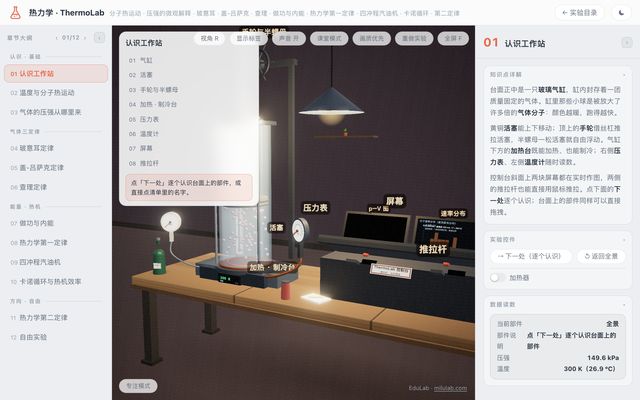 热力学 · ThermoLab
分子热运动 · 压强的微观解释 · 玻意耳 · 盖-吕萨克 · 查理 · 做功与内能 · 热力学第一定律 · 四冲程汽油机 · 卡诺循环 · 第二定律
← 实验目录
章节大纲
01/12
认识 · 基础
01 认识工作站
02 温度与分子热运动
03 气体的压强从哪里来
气体三定律
04 玻意耳定律
05 盖-吕萨克定律
06 查理定律
能量 · 热机
07 做功与内能
08 热力学第一定律
09 四冲程汽油机
10 卡诺循环与热机效率
方向 · 自由
11 热力学第二定律
12 自由实验
视角 R
显示标签
声音 开
课堂模式
画质优先
重做实验
全屏 F
认识工作站
01 气缸
02 活塞
03 手轮与半螺母
04 加热 · 制冷台
05 压力表
06 温度计
07 屏幕
08 推拉杆
点「下一处」逐个认识台面上的部件，或直接点清单里的名字。
压力表
活塞
加热 · 制冷台
屏幕
p—V 图
速率分布
推拉杆
专注模式
EduLab · milulab.com
01 认识工作站
知识点详解
台面正中是一只玻璃气缸，缸内封存着一团
质量固定的气体。缸里那些小球是被放大了
许多倍的气体分子：颜色越暖，跑得越快。
黄铜活塞能上下移动；顶上的手轮借丝杠推
拉活塞，半螺母一松活塞就自由浮动。气缸
下方的加热台既能加热，也能制冷；右侧压
力表、左侧温度计随时读数。
控制台斜面上两块屏幕都在实时作图，两侧
的推拉杆也能直接用鼠标推拉。点下面的下
一处逐个认识；台面上的部件同样可以直接
拖拽。
实验控件
下一处（逐个认识）
返回全景
加热器
数据读数
当前部件 全景
部件说明 点「下一处」逐个认识台面上的部件
压强 149.6 kPa
温度 300 K（26.9 °C）